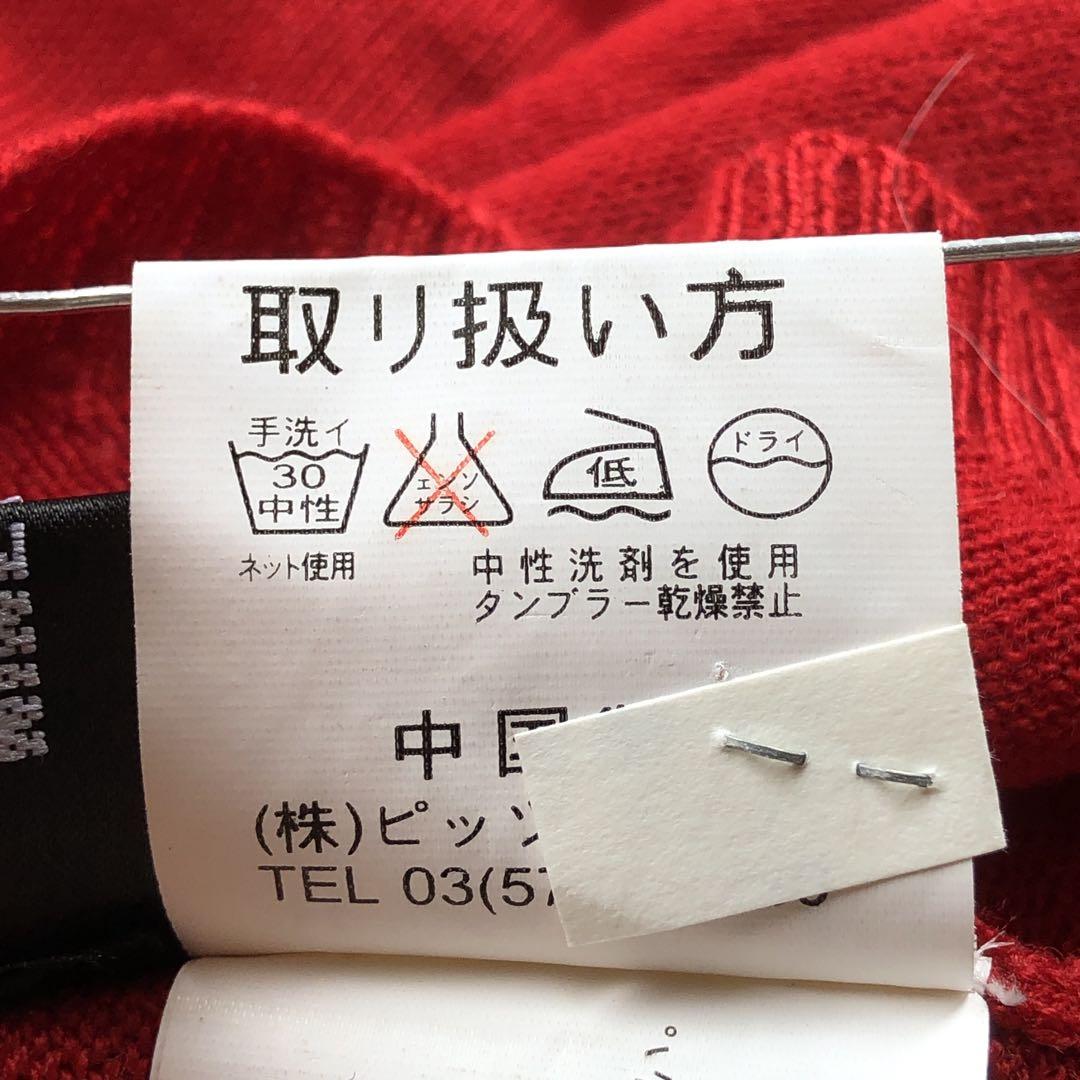 取り扱い方
手洗イ
30
中性
エンソ
サラシ
低
ドライ
ネット使用
中性洗剤を使用
タンブラー乾燥禁止
中国
(株)ピッ
TEL 03(57